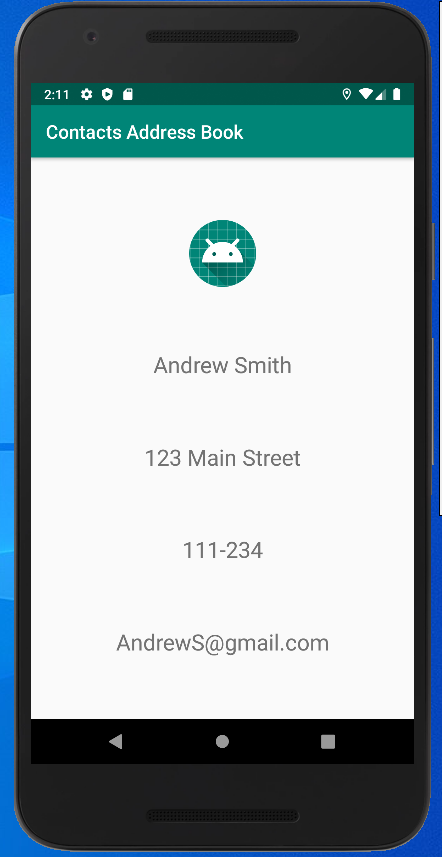 2:11
Contacts Address Book
Andrew Smith
123 Main Street
111-234
AndrewS@gmail.com